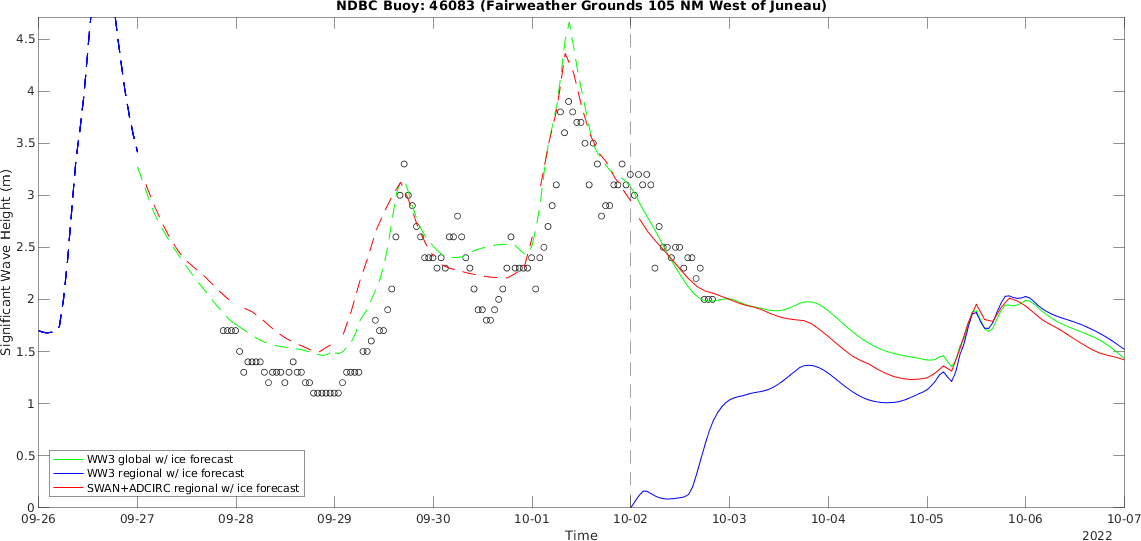 NDBC Buoy: 46083 (Fairweather Grounds 105 NM West of Juneau)
Significant Wave Height (m)
4.5
4
3.5
3
2.5
2
1.5
1
0.5
0
WW3 global w/ ice forecast
WW3 regional w/ ice forecast
SWAN+ADCIRC regional w/ ice forecast
09-26 09-27 09-28 09-29 09-30 10-01 10-02 10-03 10-04 10-05 10-06 10-07
Time
2022